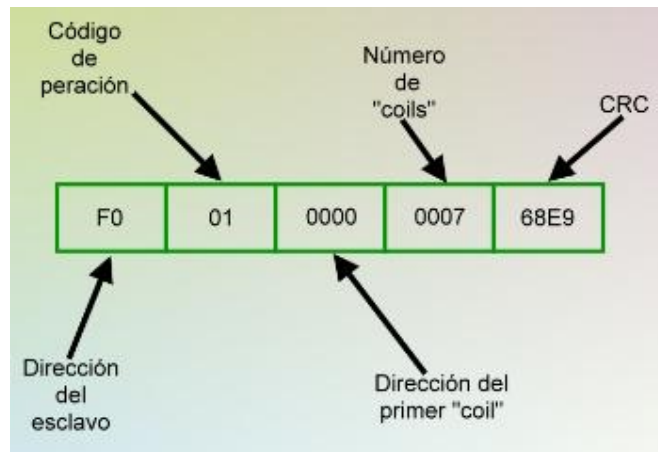 Código
de
peración
Número
de
"coils"
CRC
F0 01 0000 0007 68E9
Dirección
del
esclavo
Dirección del
primer "coil"